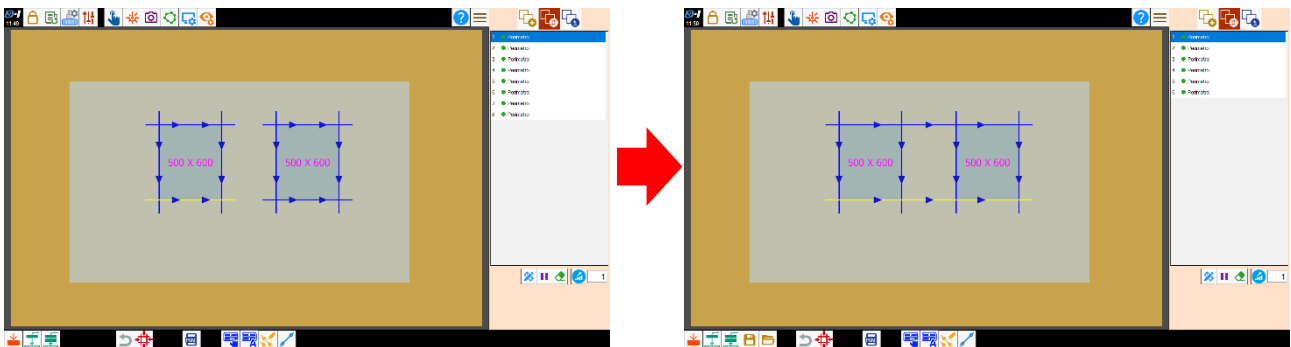 11:49
1 Perimetro
2 Perimetro
3 Perimetro
4 Perimetro
5 Perimetro
6 Perimetro
7 Perimetro
8 Perimetro
500 X 600 500 X 600
1
11:50
1 Perimetro
2 Perimetro
3 Perimetro
4 Perimetro
5 Perimetro
6 Perimetro
500 X 600 500 X 600
1